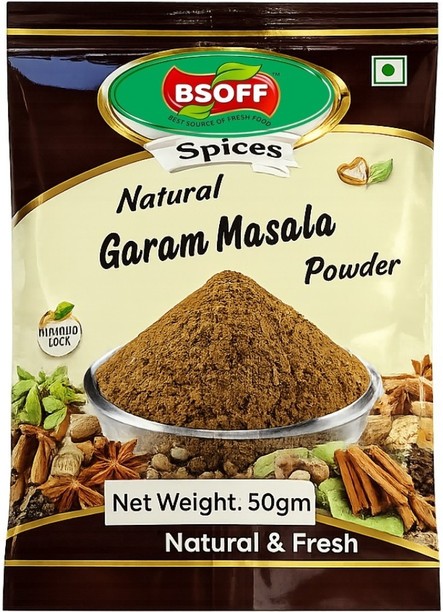 BSOFF
BEST SOURCE OF FRESH FOOD
Spices
Natural
Garam Masala
Powder
LOCK
Net Weight. 50gm
Natural & Fresh